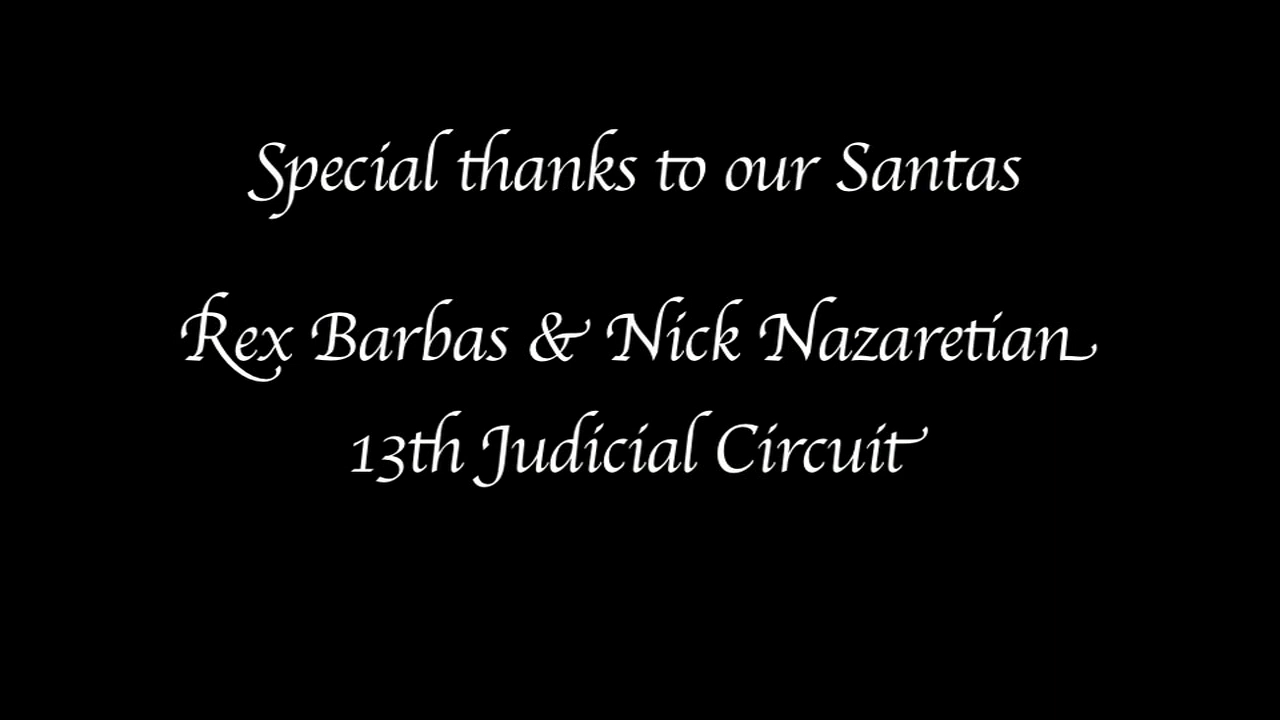 Special thanks to our Santas
Rex Barbas & Nick Nazaretian
13th Judicial Circuit